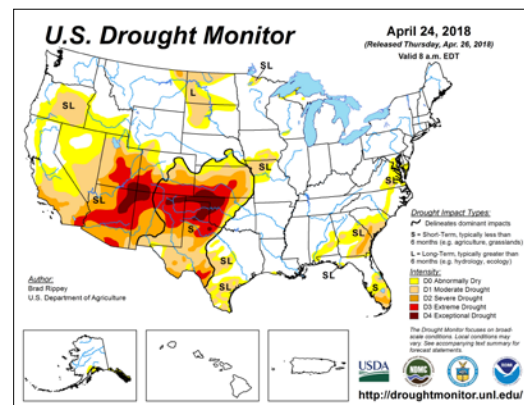 U.S. Drought Monitor
April 24, 2018
(Released Thursday, Apr. 26, 2018)
Valid 8 a.m. EDT
SL
SL
L
SL
SL
SL
SL
S
SL
SL
SL
SL
S
Drought Impact Types:
Delineates dominant impacts
S = Short-Term, typically less than
6 months (e.g. agriculture, grasslands)
L = Long-Term, typically greater than
6 months (e.g. hydrology, ecology)
Intensity:
D0 Abnormally Dry
D1 Moderate Drought
D2 Severe Drought
D3 Extreme Drought
D4 Exceptional Drought
Author:
Brad Rippey
U.S. Department of Agriculture
The Drought Monitor focuses on broad-
scale conditions. Local conditions may
vary. See accompanying text summary for
forecast statements.
USDA
NDMC
http://droughtmonitor.unl.edu/